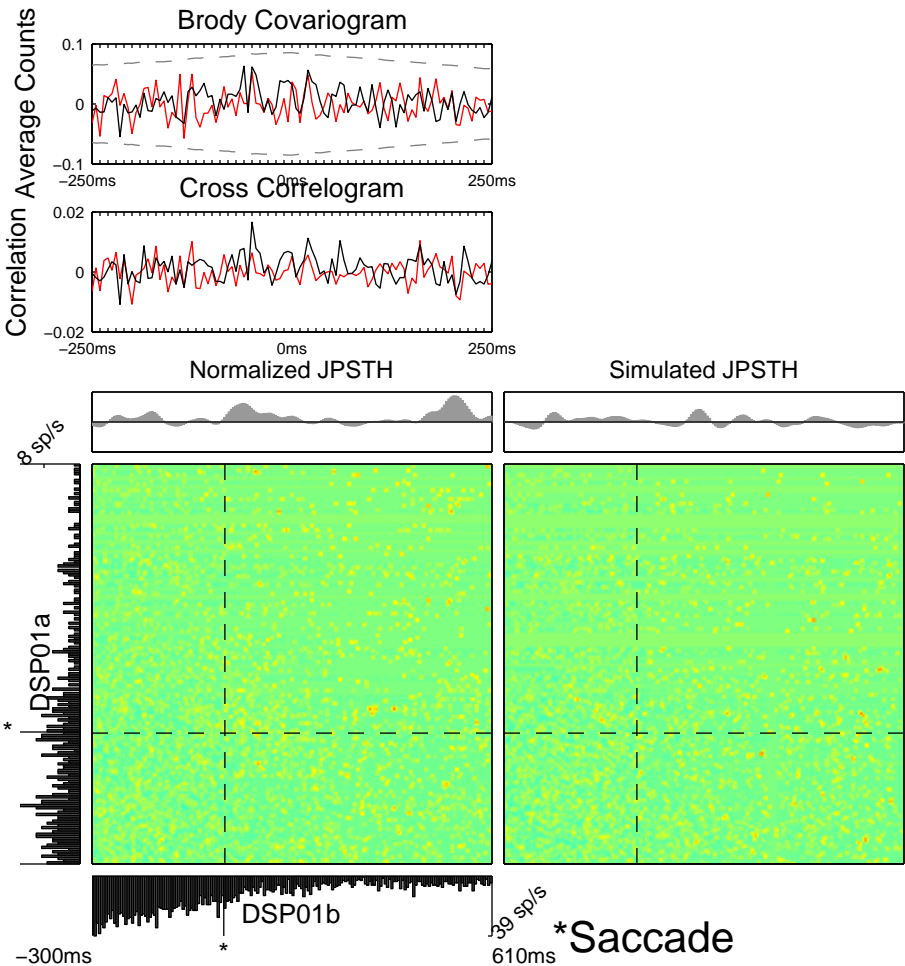 Brody Covariogram
Average Counts
0.1
0
−0.1
−250ms
0ms
250ms
Cross Correlogram
Correlation
0.02
0
−0.02
−250ms
0ms
250ms
Normalized JPSTH
Simulated JPSTH
8 sp/s
DSP01a
*
DSP01b
*
39 sp/s
−300ms
610ms
*Saccade